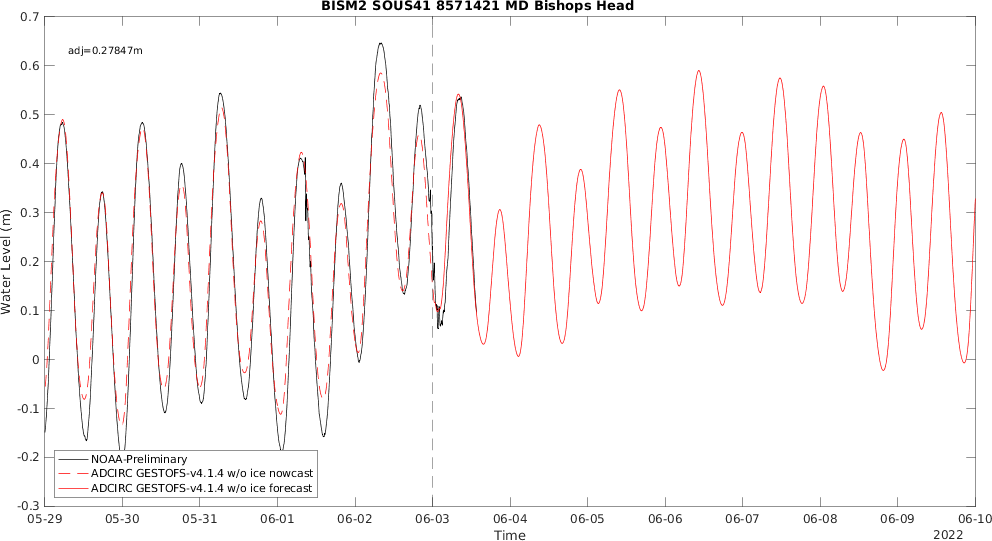 BISM2 SOUS41 8571421 MD Bishops Head
adj=0.27847m
Water Level (m)
0.7
0.6
0.5
0.4
0.3
0.2
0.1
0
-0.1
-0.2
-0.3
NOAA-Preliminary
ADCIRC GESTOFS-v4.1.4 w/o ice nowcast
ADCIRC GESTOFS-v4.1.4 w/o ice forecast
05-29 05-30 05-31 06-01 06-02 06-03 06-04 06-05 06-06 06-07 06-08 06-09 06-10
Time
2022